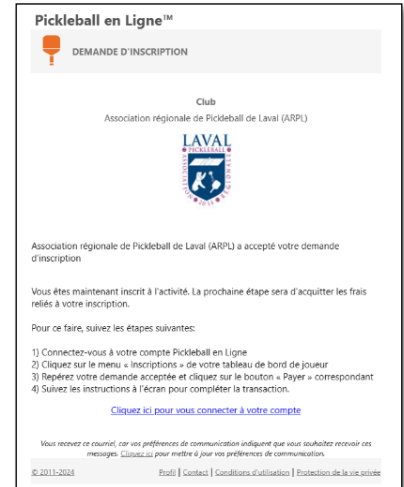 Pickleball en Ligne™
DEMANDE D'INSCRIPTION
Club
Association régionale de Pickleball de Laval (ARPL)
LAVAL
PICKLEBALL
ASSOCIATION 2018 RÉGIONALE
Association régionale de Pickleball de Laval (ARPL) a accepté votre demande
d'inscription
Vous êtes maintenant inscrit à l'activité. La prochaine étape sera d'acquitter les frais
reliés à votre inscription.
Pour ce faire, suivez les étapes suivantes:
1) Connectez-vous à votre compte Pickleball en Ligne
2) Cliquez sur le menu « Inscriptions » de votre tableau de bord de joueur
3) Repérez votre demande acceptée et cliquez sur le bouton « Payer » correspondant
4) Suivez les instructions à l'écran pour compléter la transaction.
Cliquez ici pour vous connecter à votre compte
Vous recevez ce courriel, car vos préférences de communication indiquent que vous souhaitez recevoir ces
messages. Cliquez ici pour mettre à jour vos préférences de communication.
© 2011-2024 Profil | Contact | Conditions d'utilisation | Protection de la vie privée